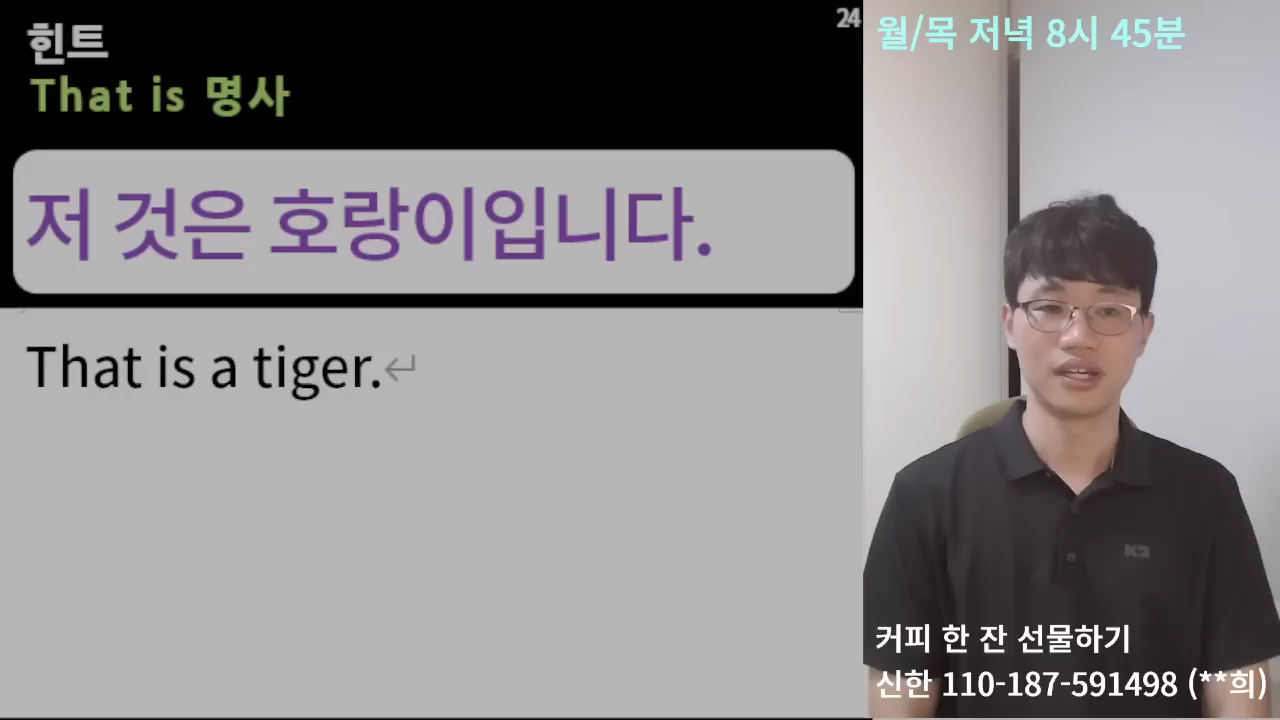 힌트
24
That is 명사
저 것은 호랑이입니다.
That is a tiger.↵
월/목 저녁 8시 45분
K2
커피 한 잔 선물하기
신한 110-187-591498 (**희)